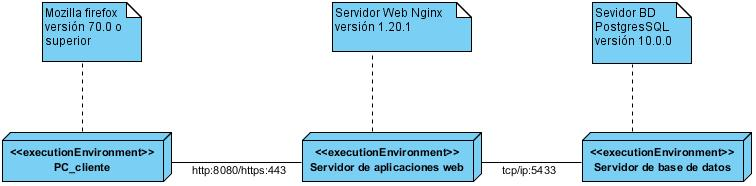 Mozilla firefox
versión 70.0 o
superior
Servidor Web Nginx
versión 1.20.1
Sevidor BD
PostgresSQL
versión 10.0.0
<<executionEnvironment>>
PC_cliente
http:8080/https:443
<<executionEnvironment>>
Servidor de aplicaciones web
tcp/ip:5433
<<executionEnvironment>>
Servidor de base de datos